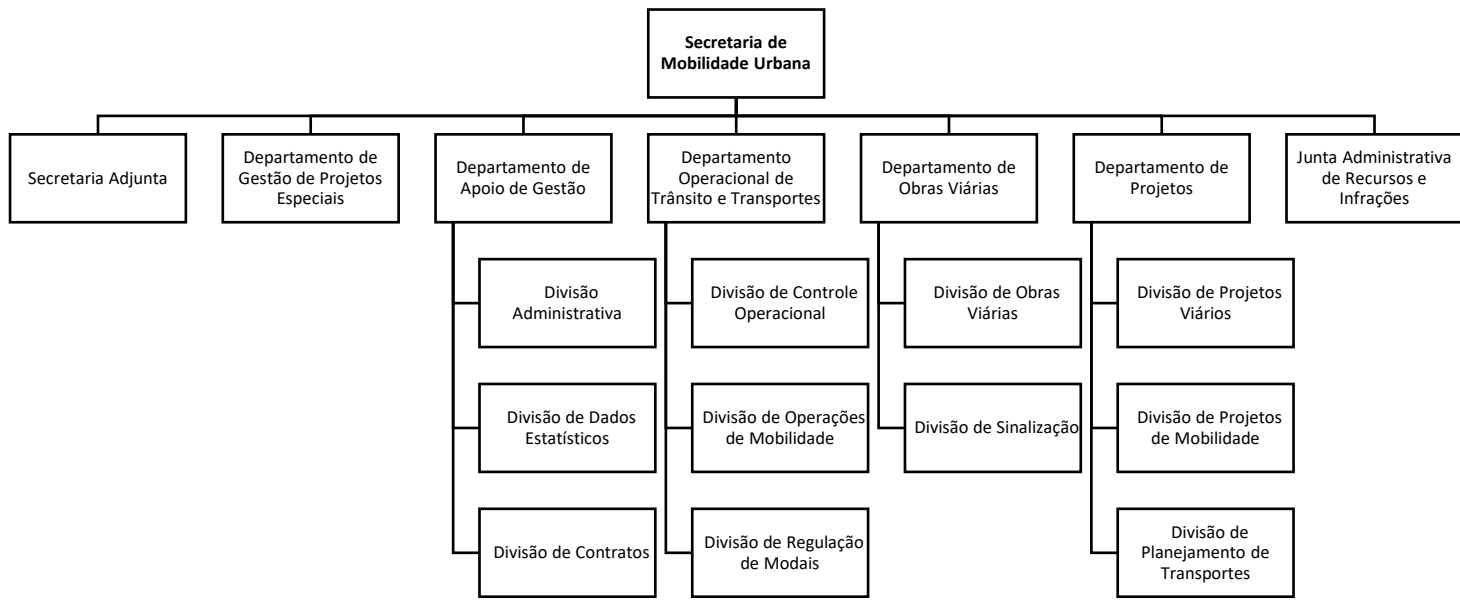 Secretaria de
Mobilidade Urbana
Secretaria Adjunta
Departamento de
Gestão de Projetos
Especiais
Departamento de
Apoio de Gestão
Departamento
Operacional de
Trânsito e Transportes
Departamento de
Obras Viárias
Departamento de
Projetos
Junta Administrativa
de Recursos e
Infrações
Divisão
Administrativa
Divisão de Controle
Operacional
Divisão de Obras
Viárias
Divisão de Projetos
Viários
Divisão de Dados
Estatísticos
Divisão de Operações
de Mobilidade
Divisão de Sinalização
Divisão de Projetos
de Mobilidade
Divisão de Contratos
Divisão de Regulação
de Modais
Divisão de
Planejamento de
Transportes